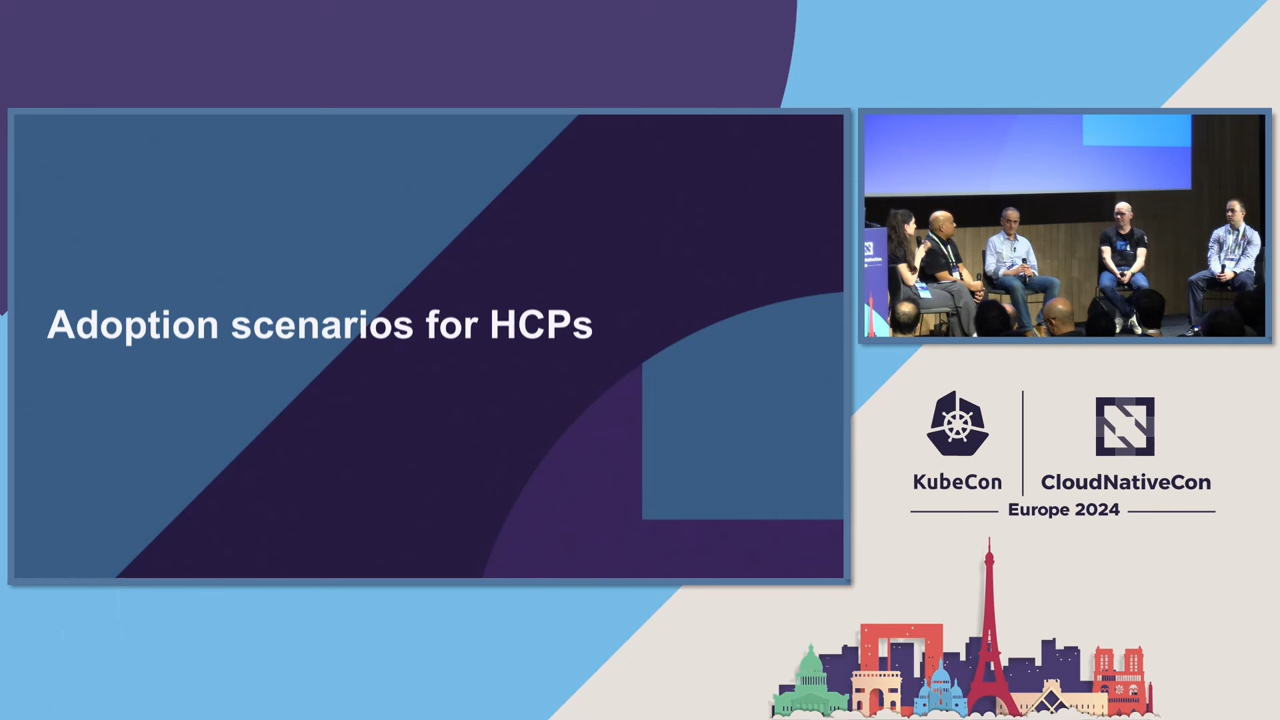 Adoption scenarios for HCPs
KubeCon
CloudNativeCon
Europe 2024